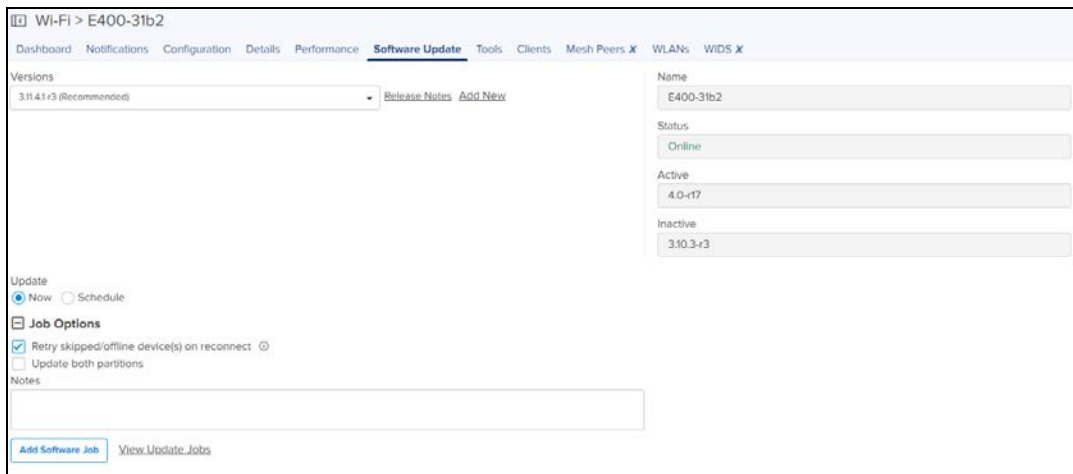 Wi-Fi > E400-31b2
Dashboard Notifications Configuration Details Performance Software Update Tools Clients Mesh Peers X WLANs WIDS X
Versions
3.11.4.1-r3 (Recommended)
Release Notes Add New
Name
E400-31b2
Status
Online
Active
4.0-r17
Inactive
3.10.3-r3
Update
Now Schedule
Job Options
Retry skipped/offline device(s) on reconnect
Update both partitions
Notes
Add Software Job View Update Jobs